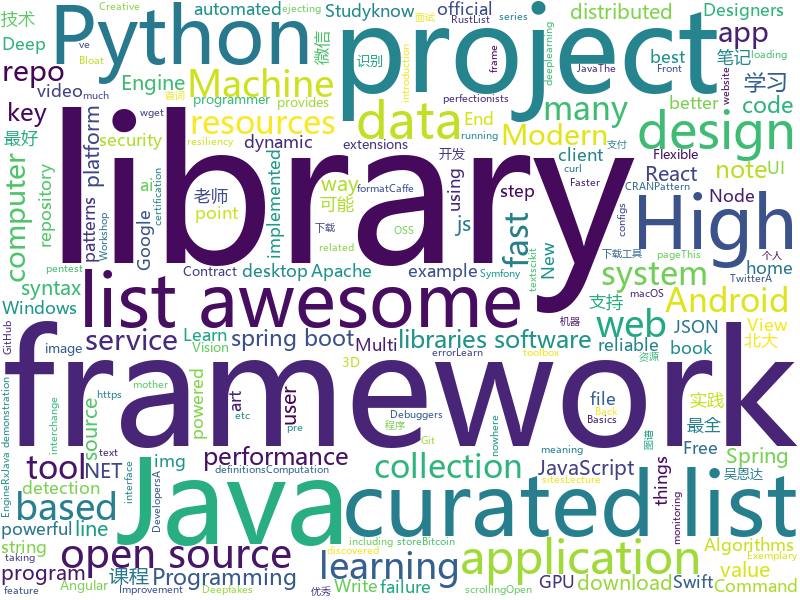 技术
Deep
automated
Studyknow
official
Creative
ejecting
面试
RustList
distributed
Designers
wikipedia
Python
project
微信
识别
series
JavaThe
best
笔记
Front
app
repo
Bloat
Engine
programmer
introduction
frame
deeplearning
perfectionists
website
loading
学习
video
much
Machine
wget
provides
many
better
code
key
最好
resources
resiliency
data
End
Modern
design
security
dynamic
extensions
running
支付
client
curl
开发
Flexible
computer
repository
platform
patterns
Workshop
Google
certification
ai
implemented
老师
way
可能
formatCaffe
using
Faster
step
CRANPattern
React
note
UI
library
High
point
下载
OSS
js
fast
Node
configs
pageThis
syntax
Contract
desktop
Apache
example
Symfony
New
textscikit
system
下载工具
个人
TwitterA
home
Windows
list awesome
Android
macOS
web
支持
View
北大
GitHub
service
Learn
spring boot
Multi
libraries software
JSON
reliable
book
机器
image
Vision
3D
errorLearn
toolbox
资源
framework
demonstration
EngineRxJava
https
interchange
mother
powered
art
user
etc
pre
Debuggers
Basics
程序
Git
file
Back
nowhere
实践
最全
things
Spring
Free
吴恩达
source
tool
based
NET
text
interface
DevelopersA
img
performance
definitionsComputation
Java
collection
JavaScript
meaning
sitesLecture
curated list
monitoring
detection
powerful
line
string
open source
including
storeBitcoin
application
Algorithms
Exemplary
taking
program
课程
Programming
learning
Write
failure
GPU
download
Swift
value
Command
feature
Angular
Improvement
Deepfakes
related
优秀
discovered
scrollingOpen